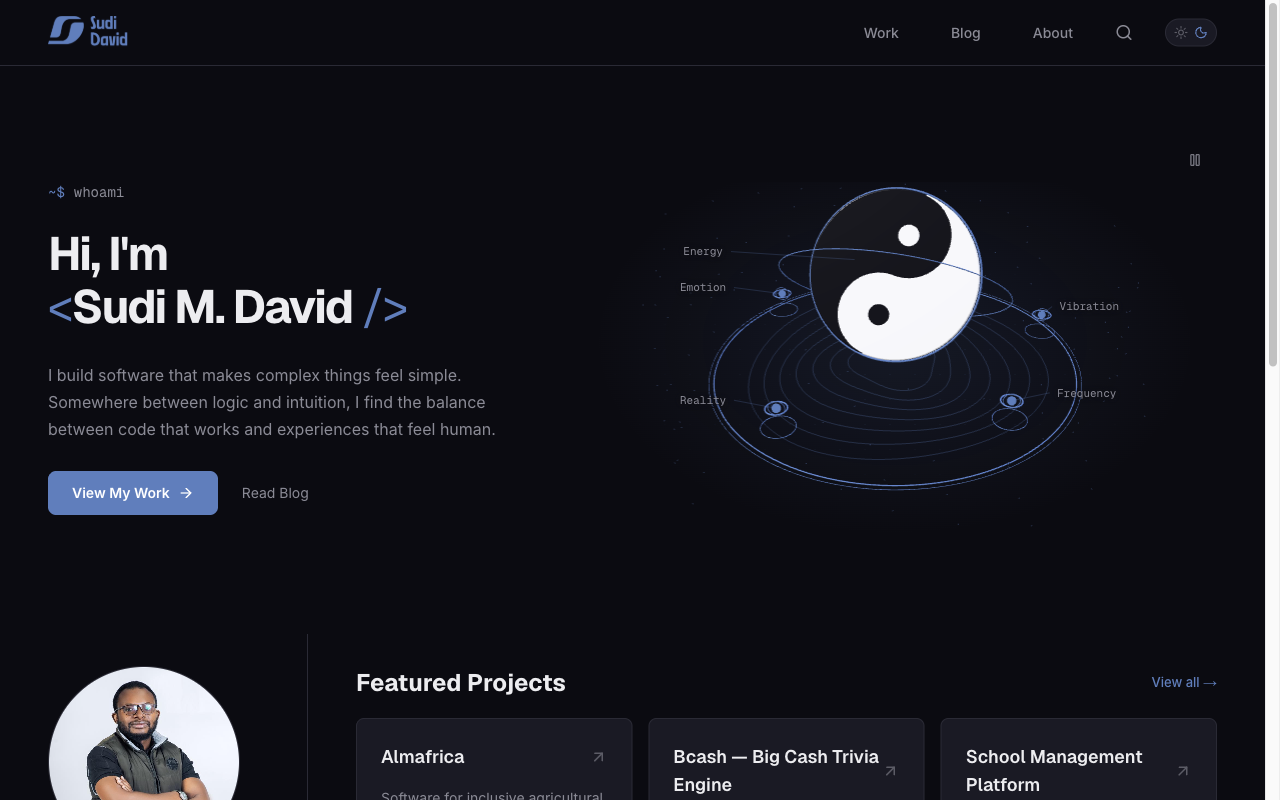 Sudi
David
Work
Blog
About
~$ whoami
Hi, I'm
<Sudi M. David />
I build software that makes complex things feel simple.
Somewhere between logic and intuition, I find the balance
between code that works and experiences that feel human.
View My Work →
Read Blog
Energy
Emotion
Vibration
Reality
Frequency
Featured Projects
View all →
Almafrica
Software for inclusive agricultural
Bcash — Big Cash Trivia
Engine
School Management
Platform